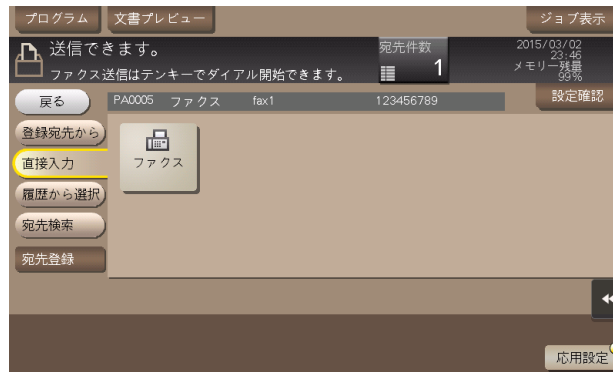 プログラム 文書プレビュー ジョブ表示
送信できます。
ファクス送信はテンキーでダイアル開始できます。
宛先件数
1
2015/03/02
23:46
メモリー残量
99%
戻る PA0005 ファクス fax1 123456789 設定確認
登録宛先から
直接入力
履歴から選択
宛先検索
宛先登録
ファクス
応用設定